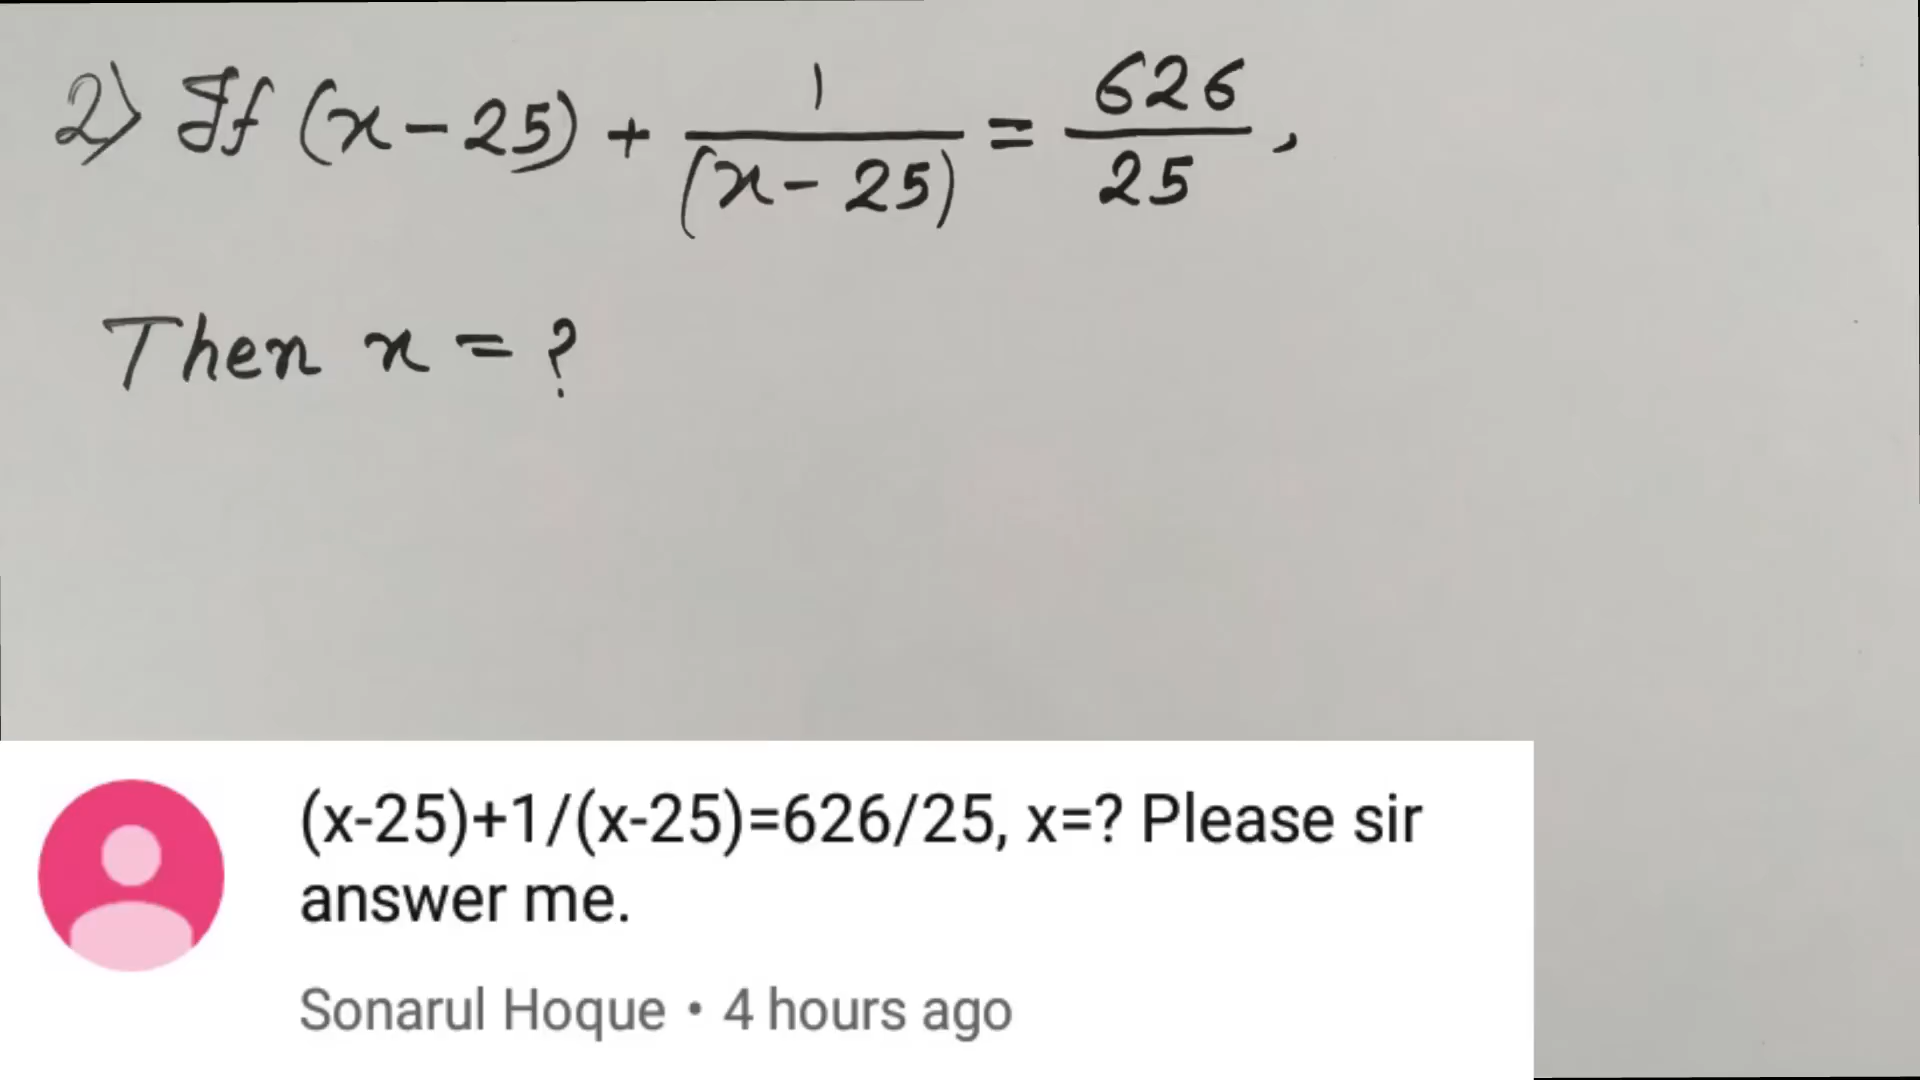 2) If (x-25) + 1/(x-25) = 626/25,
Then x = ?
(x-25)+1/(x-25)=626/25, x=? Please sir
answer me.
Sonarul Hoque • 4 hours ago